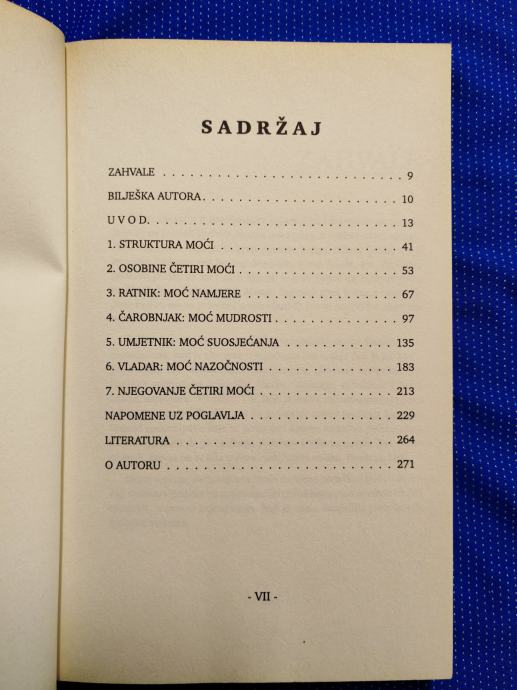 SADRŽAJ
ZAHVALE . . . . . . . . . . . . . . . . . . . . . . . . . . 9
BILJEŠKA AUTORA . . . . . . . . . . . . . . . . . . . . . 10
U V O D. . . . . . . . . . . . . . . . . . . . . . . . . . 13
1. STRUKTURA MOĆI . . . . . . . . . . . . . . . . . . . 41
2. OSOBINE ČETIRI MOĆI . . . . . . . . . . . . . . . . . 53
3. RATNIK: MOĆ NAMJERE . . . . . . . . . . . . . . . . 67
4. ČAROBNJAK: MOĆ MUDROSTI . . . . . . . . . . . . . 97
5. UMJETNIK: MOĆ SUOSJEĆANJA . . . . . . . . . . . . 135
6. VLADAR: MOĆ NAZOČNOSTI . . . . . . . . . . . . . 183
7. NJEGOVANJE ČETIRI MOĆI . . . . . . . . . . . . . . 213
NAPOMENE UZ POGLAVLJA . . . . . . . . . . . . . . . 229
LITERATURA . . . . . . . . . . . . . . . . . . . . . . . 264
O AUTORU . . . . . . . . . . . . . . . . . . . . . . . . 271
- VII -